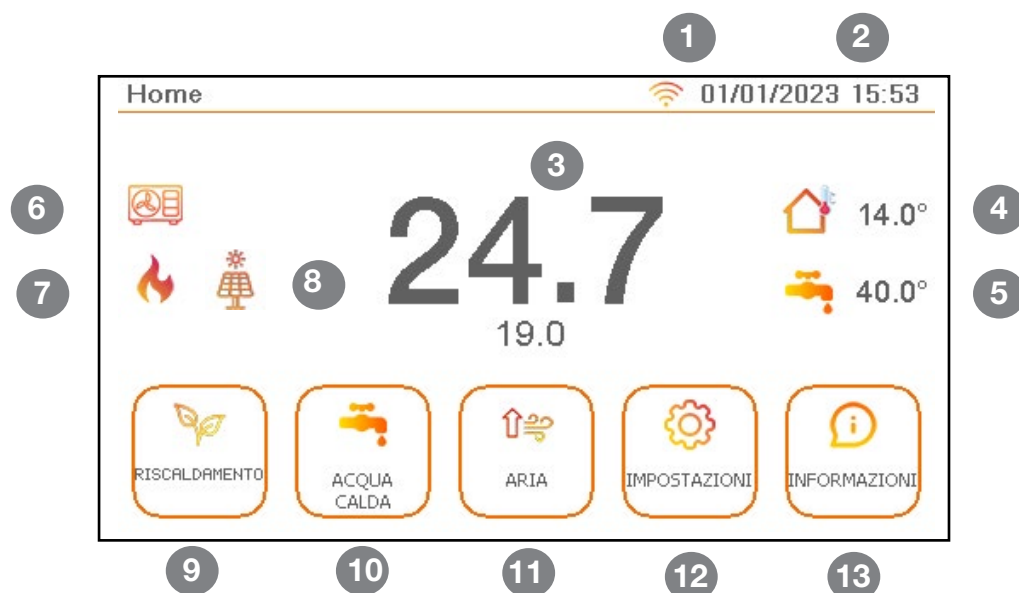 1 2
Home 01/01/2023 15:53
3
6 24.7 14.0° 4
7 8 40.0° 5
19.0
RISCALDAMENTO
ACQUA
CALDA
ARIA
IMPOSTAZIONI
INFORMAZIONI
9 10 11 12 13